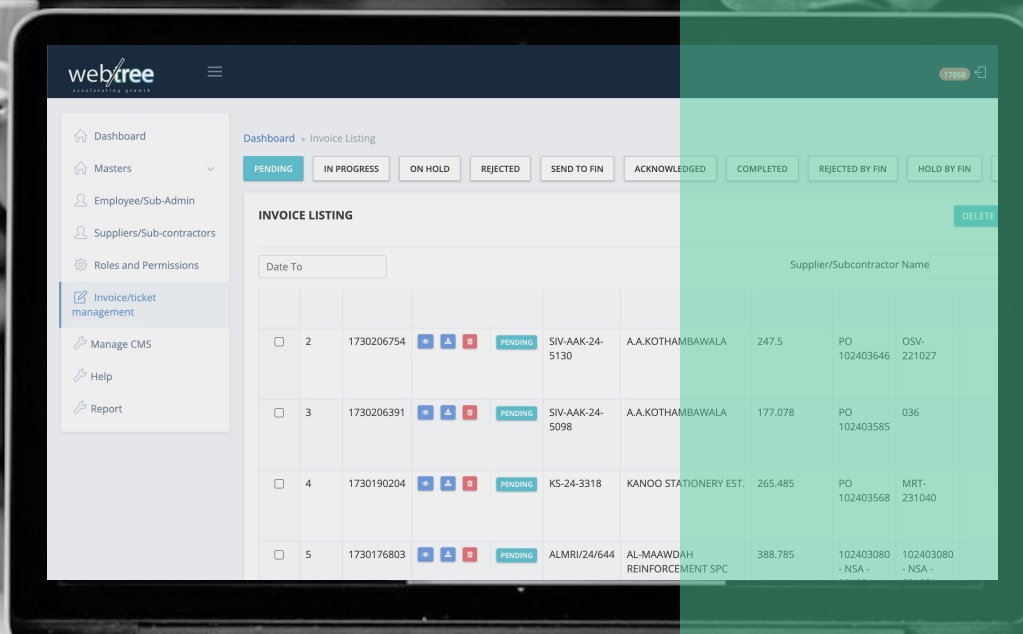 webtree
accelerating growth
17868
Dashboard
Masters
Employee/Sub-Admin
Suppliers/Sub-contractors
Roles and Permissions
Invoice/ticket
management
Manage CMS
Help
Report
Dashboard • Invoice Listing
PENDING IN PROGRESS ON HOLD REJECTED SEND TO FIN ACKNOWLEDGED COMPLETED REJECTED BY FIN HOLD BY FIN
INVOICE LISTING
DELETE
Date To
Supplier/Subcontractor Name
2 1730206754 PENDING SIV-AAK-24- A.A.KOTHAMBAWALA 247.5 PO OSV-
5130 102403646 221027
3 1730206391 PENDING SIV-AAK-24- A.A.KOTHAMBAWALA 177.078 PO 036
5098 102403585
4 1730190204 PENDING KS-24-3318 KANOO STATIONERY EST. 265.485 PO MRT-
102403568 231040
5 1730176803 PENDING ALMRI/24/644 AL-MAAWDAH 388.785 102403080 102403080
REINFORCEMENT SPC - NSA - - NSA -